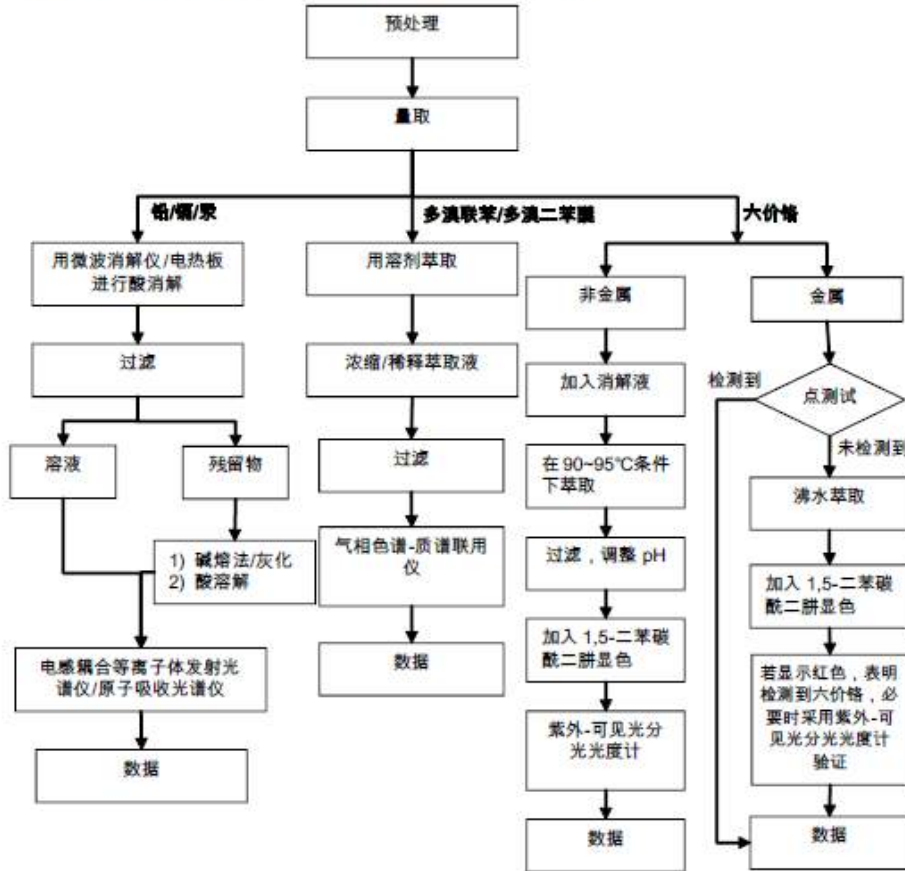 预处理
量取
铅/镉/汞
多溴联苯/多溴二苯醚
六价铬
用微波消解仪/电热板
进行酸消解
过滤
溶液
残留物
1) 碱熔法/灰化
2) 酸溶解
电感耦合等离子体发射光
谱仪/原子吸收光谱仪
数据
用溶剂萃取
浓缩/稀释萃取液
过滤
气相色谱-质谱联用
仪
数据
非金属
加入消解液
在 90~95℃条件
下萃取
过滤，调整 pH
加入 1,5-二苯碳
酰二肼显色
紫外-可见光分
光光度计
数据
金属
检测到
点测试
未检测到
沸水萃取
加入 1,5-二苯碳
酰二肼显色
若显示红色，表明
检测到六价铬，必
要时采用紫外-可
见光分光光度计
验证
数据